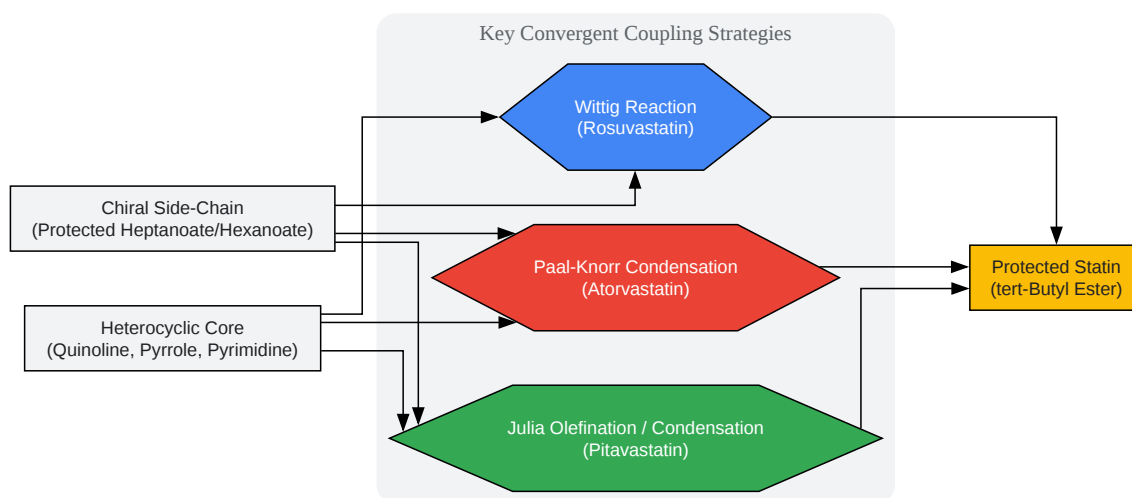 Key Convergent Coupling Strategies
Wittig Reaction
(Rosuvastatin)
Chiral Side-Chain
(Protected Heptanoate/Hexanoate)
Paal-Knorr Condensation
(Atorvastatin)
Protected Statin
(tert-Butyl Ester)
Heterocyclic Core
(Quinoline, Pyrrole, Pyrimidine)
Julia Olefination / Condensation
(Pitavastatin)